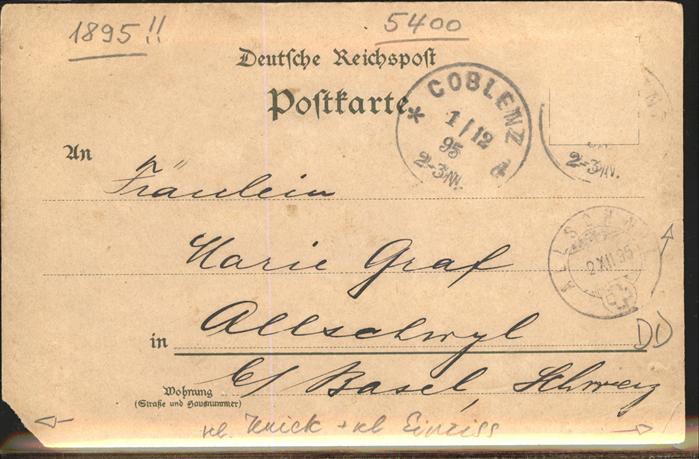 1895!!
5400
Deutsche Reichspost
Postkarte
COBLENZ
* 1/12
95
2-3N.
2-3N.
An
Fräulein
Marie Graf
2 XII 95
in Allschwyl
DD
b/ Basel, Schweiz
Wohnung
(Straße und Hausnummer)
kl. Knick + kl Einriss